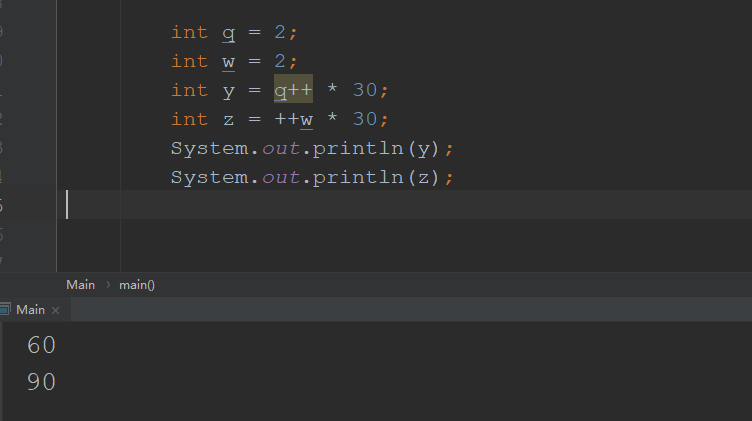 int q = 2;
int w = 2;
int y = q++ * 30;
int z = ++w * 30;
System.out.println(y);
System.out.println(z);
Main › main()
Main ×
60
90